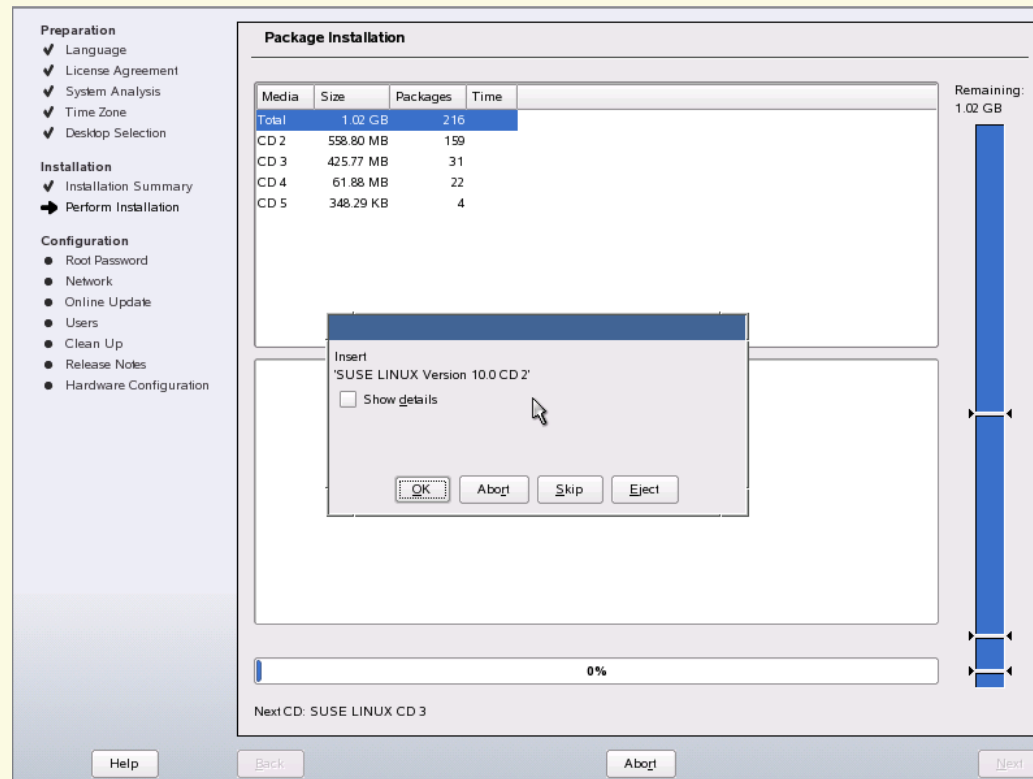 Preparation
Language
License Agreement
System Analysis
Time Zone
Desktop Selection
Installation
Installation Summary
Perform Installation
Configuration
Root Password
Network
Online Update
Users
Clean Up
Release Notes
Hardware Configuration
Package Installation
Media Size Packages Time
Total 1.02 GB 216
CD 2 558.80 MB 159
CD 3 425.77 MB 31
CD 4 61.88 MB 22
CD 5 348.29 KB 4
Remaining:
1.02 GB
Insert
'SUSE LINUX Version 10.0 CD 2'
Show details
OK Abort Skip Eject
0%
Next CD: SUSE LINUX CD 3
Help Back Abort Next